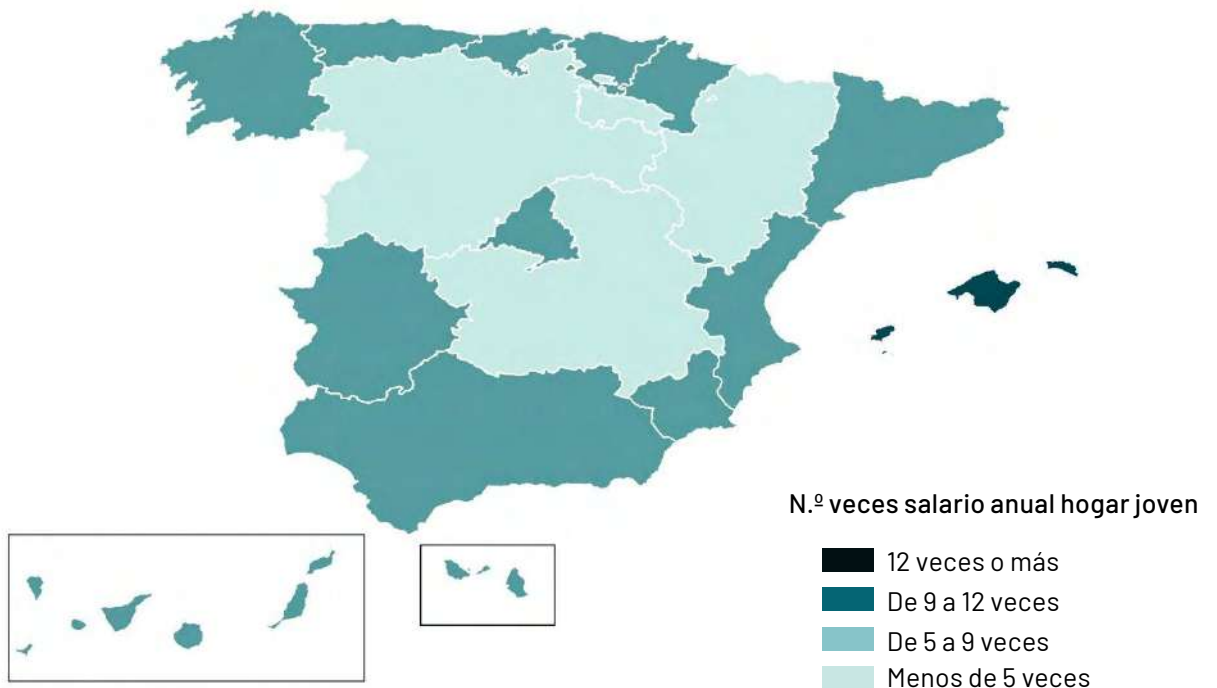 N.º veces salario anual hogar joven
12 veces o más
De 9 a 12 veces
De 5 a 9 veces
Menos de 5 veces